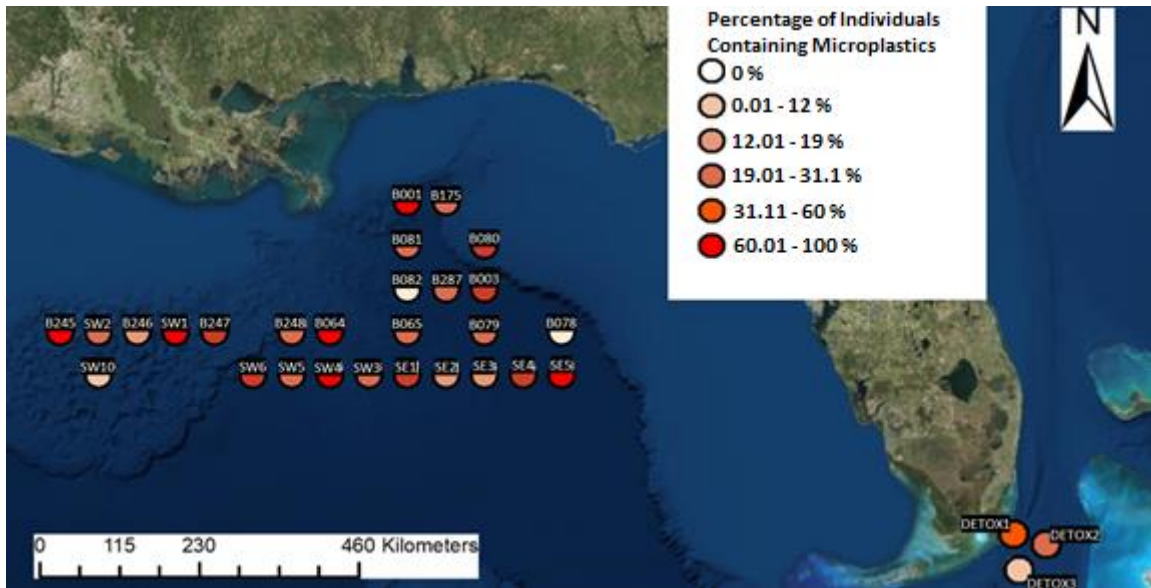 Percentage of Individuals
Containing Microplastics
0 %
0.01 - 12 %
12.01 - 19 %
19.01 - 31.1 %
31.11 - 60 %
60.01 - 100 %
N
B001 B175
B081 B080
B082 B287 B003
B245 SW2 B246 SW1 B247 B248 B064 B065 B079 B078
SW10 SW6 SW5 SW4 SW3 SE1 SE2 SE3 SE4 SE5
DETOX1 DETOX2
DETOX3
0 115 230 460 Kilometers